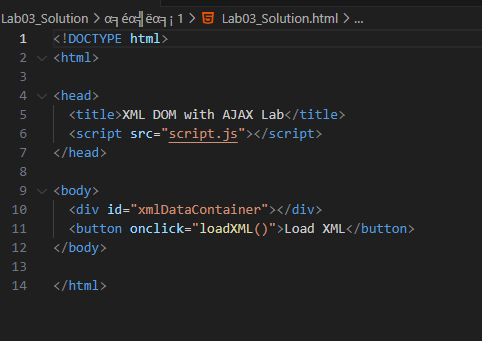 Lab03_Solution > α╕éα╕╣ëα╕¡ 1 > Lab03_Solution.html > ...
1 <!DOCTYPE html>
2 <html>
3
4 <head>
5 <title>XML DOM with AJAX Lab</title>
6 <script src="script.js"></script>
7 </head>
8
9 <body>
10 <div id="xmlDataContainer"></div>
11 <button onclick="loadXML()">Load XML</button>
12 </body>
13
14 </html>